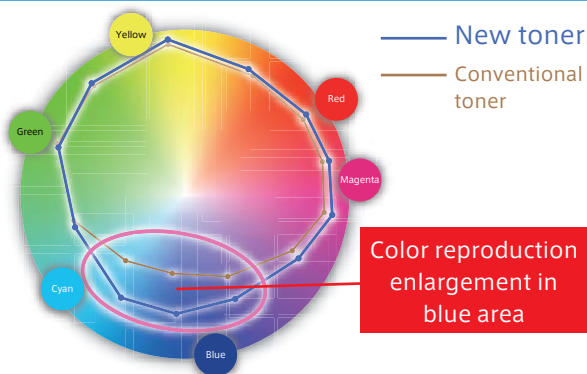 Yellow
New toner
Conventional
toner
Red
Green
Magenta
Color reproduction
enlargement in
blue area
Cyan
Blue